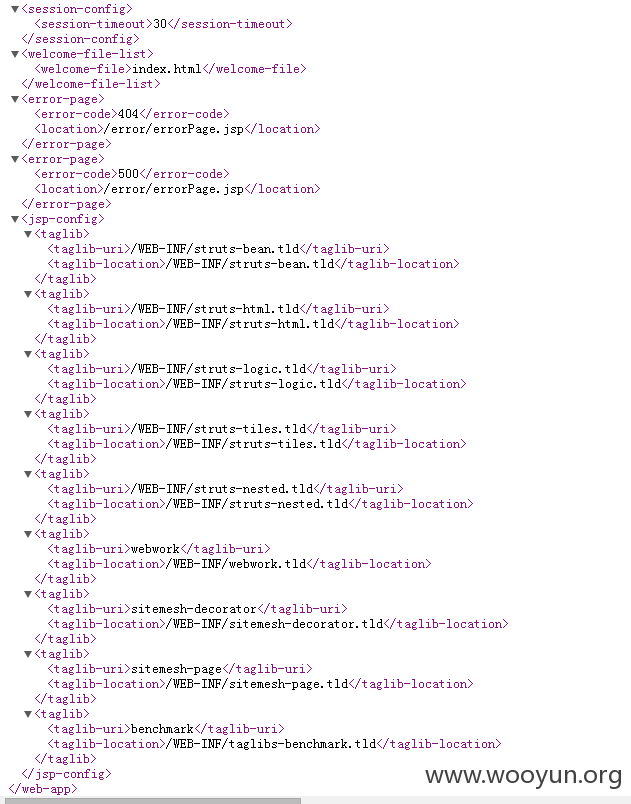 <session-config>
<session-timeout>30</session-timeout>
</session-config>
<welcome-file-list>
<welcome-file>index.html</welcome-file>
</welcome-file-list>
<error-page>
<error-code>404</error-code>
<location>/error/errorPage.jsp</location>
</error-page>
<error-page>
<error-code>500</error-code>
<location>/error/errorPage.jsp</location>
</error-page>
<jsp-config>
<taglib>
<taglib-uri>/WEB-INF/struts-bean.tld</taglib-uri>
<taglib-location>/WEB-INF/struts-bean.tld</taglib-location>
</taglib>
<taglib>
<taglib-uri>/WEB-INF/struts-html.tld</taglib-uri>
<taglib-location>/WEB-INF/struts-html.tld</taglib-location>
</taglib>
<taglib>
<taglib-uri>/WEB-INF/struts-logic.tld</taglib-uri>
<taglib-location>/WEB-INF/struts-logic.tld</taglib-location>
</taglib>
<taglib>
<taglib-uri>/WEB-INF/struts-tiles.tld</taglib-uri>
<taglib-location>/WEB-INF/struts-tiles.tld</taglib-location>
</taglib>
<taglib>
<taglib-uri>/WEB-INF/struts-nested.tld</taglib-uri>
<taglib-location>/WEB-INF/struts-nested.tld</taglib-location>
</taglib>
<taglib>
<taglib-uri>webwork</taglib-uri>
<taglib-location>/WEB-INF/webwork.tld</taglib-location>
</taglib>
<taglib>
<taglib-uri>sitemesh-decorator</taglib-uri>
<taglib-location>/WEB-INF/sitemesh-decorator.tld</taglib-location>
</taglib>
<taglib>
<taglib-uri>sitemesh-page</taglib-uri>
<taglib-location>/WEB-INF/sitemesh-page.tld</taglib-location>
</taglib>
<taglib>
<taglib-uri>benchmark</taglib-uri>
<taglib-location>/WEB-INF/taglibs-benchmark.tld</taglib-location>
</taglib>
</jsp-config>
</web-app>
www.wooyun.org